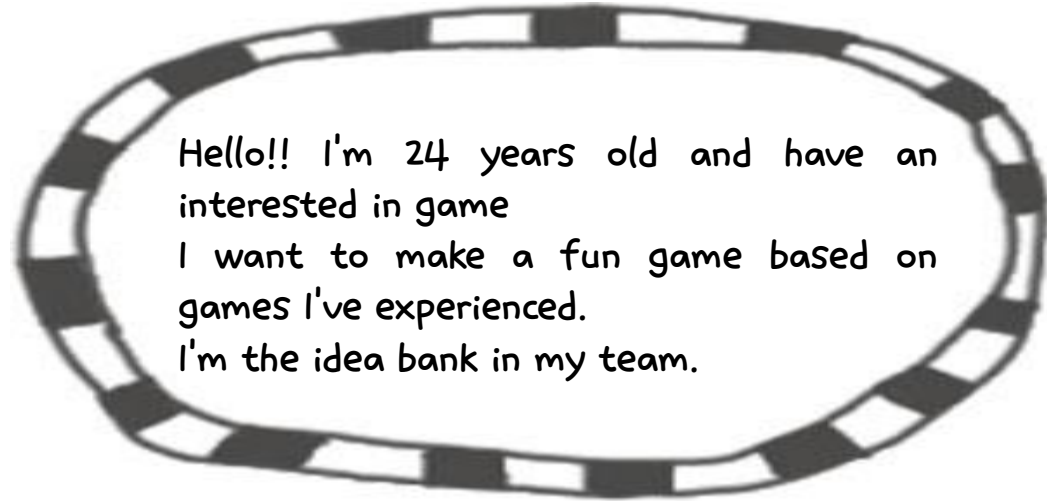 Hello!! I'm 24 years old and have an
interested in game
I want to make a fun game based on
games I've experienced.
I'm the idea bank in my team.